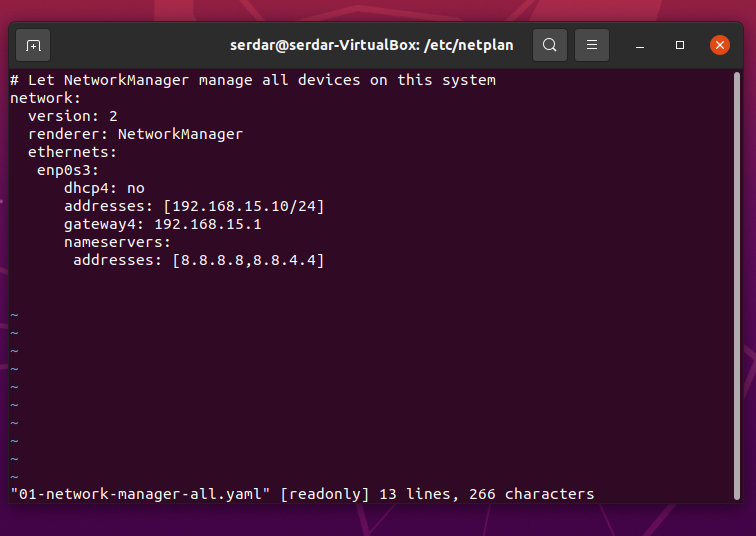 serdar@serdar-VirtualBox: /etc/netplan
# Let NetworkManager manage all devices on this system
network:
  version: 2
  renderer: NetworkManager
  ethernets:
   enp0s3:
      dhcp4: no
      addresses: [192.168.15.10/24]
      gateway4: 192.168.15.1
      nameservers:
       addresses: [8.8.8.8,8.8.4.4]
~
~
~
~
~
~
~
~
~
~
"01-network-manager-all.yaml" [readonly] 13 lines, 266 characters